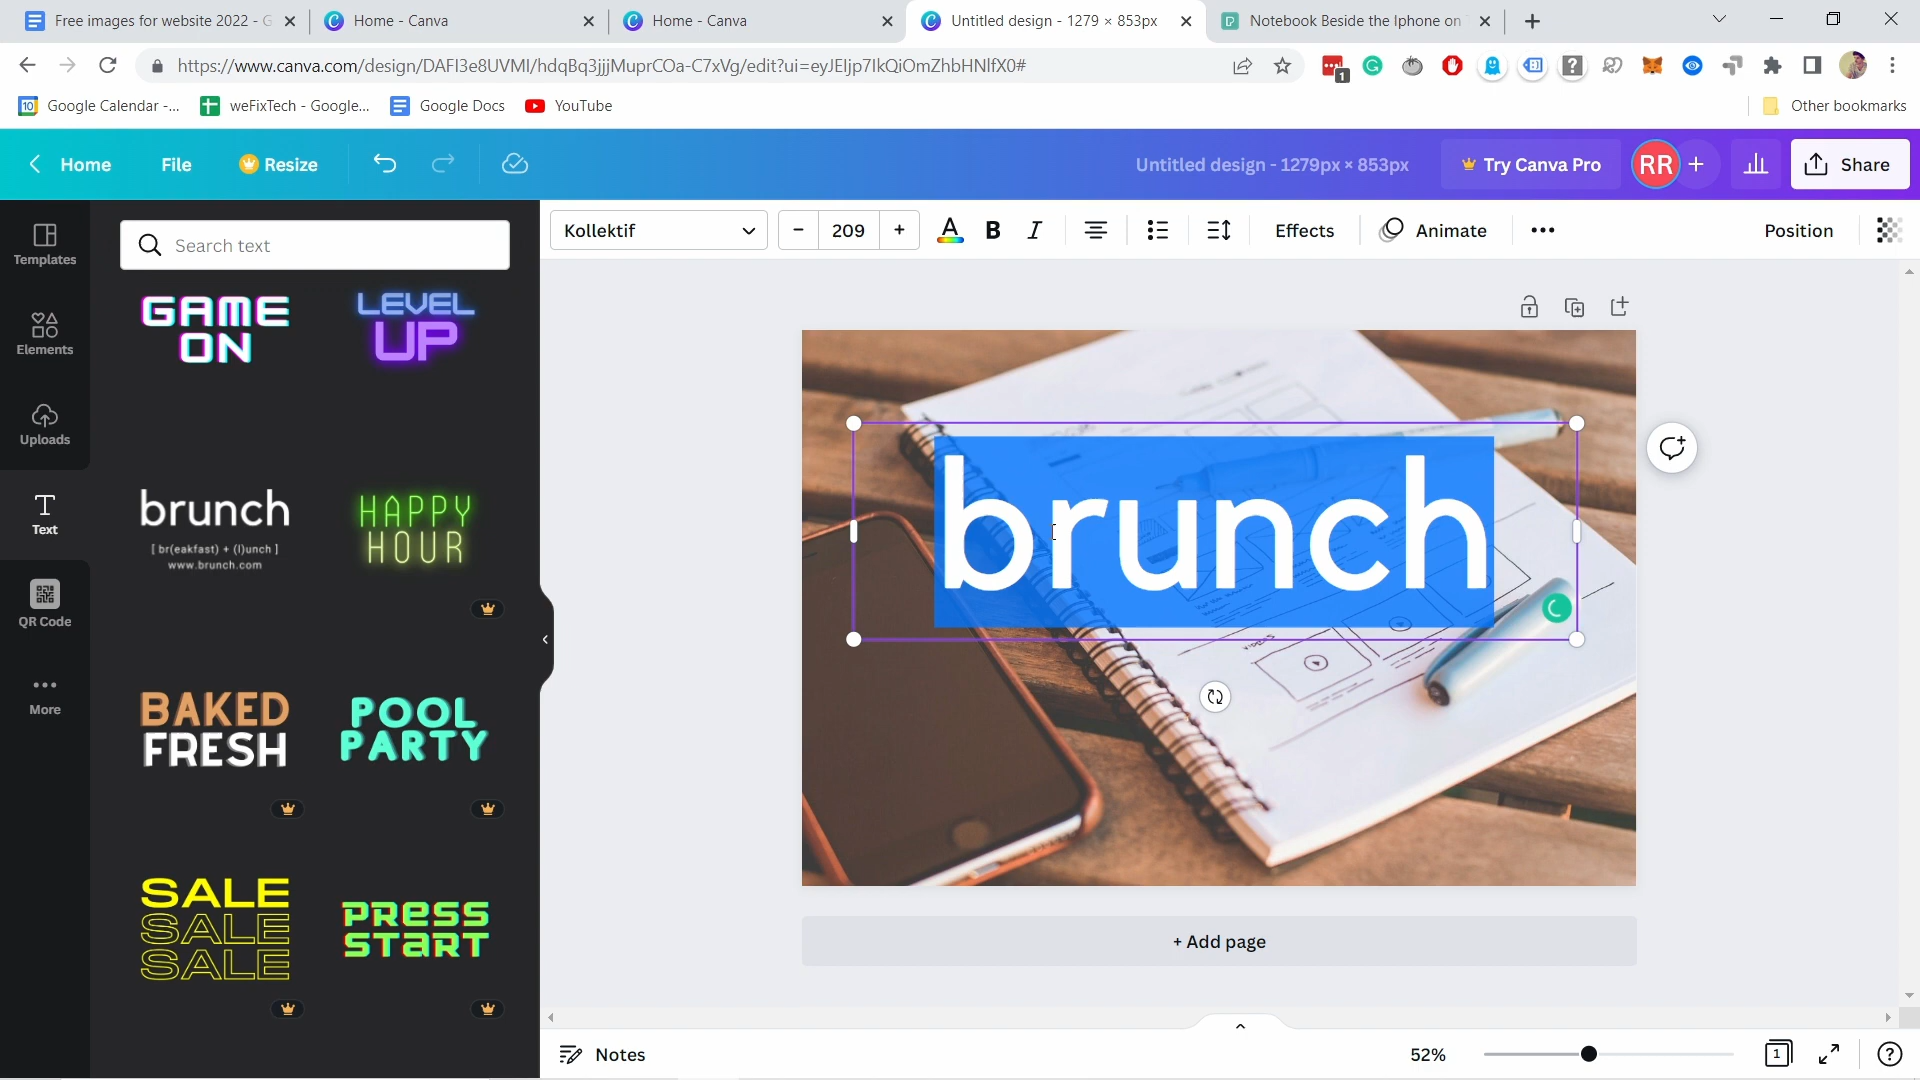 Free images for website 2022 - G
Home - Canva
Home - Canva
Untitled design - 1279 × 853px
Notebook Beside the Iphone on T
https://www.canva.com/design/DAFI3e8UVMI/hdqBq3jjjMuprCOa-C7xVg/edit?ui=eyJEIjp7IkQiOmZhbHNlfX0#
1
10
Google Calendar -...
weFixTech - Google...
Google Docs
YouTube
Other bookmarks
Home
File
Resize
Untitled design - 1279px × 853px
Try Canva Pro
RR
Share
Templates
Elements
Uploads
Text
QR Code
More
Search text
GAME
ON
LEVEL
UP
brunch
[ br(eakfast) + (l)unch ]
www.brunch.com
HAPPY
HOUR
BAKED
FRESH
POOL
PARTY
SALE
SALE
SALE
PRESS
START
Kollektif
209
B
I
Effects
Animate
Position
brunch
+ Add page
Notes
52%
1